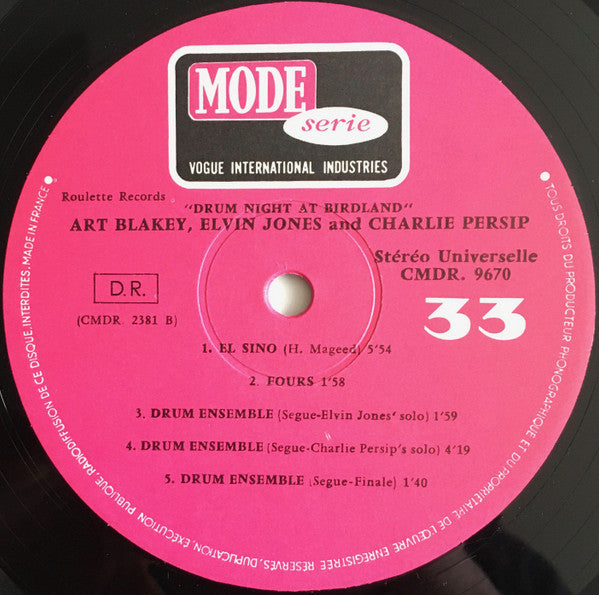 MODE
serie
VOGUE INTERNATIONAL INDUSTRIES
Roulette Records
"DRUM NIGHT AT BIRDLAND"
ART BLAKEY, ELVIN JONES and CHARLIE PERSIP
Stéréo Universelle
CMDR. 9670
D.R.
33
(CMDR. 2381 B)
1. EL SINO (H. Mageed) 5'54
2. FOURS 1'58
3. DRUM ENSEMBLE (Segue-Elvin Jones' solo) 1'59
4. DRUM ENSEMBLE (Segue-Charlie Persip's solo) 4'19
5. DRUM ENSEMBLE (Segue-Finale) 1'40
TOUS DROITS DU PRODUCTEUR PHONOGRAPHIQUE ET DU PROPRIETAIRE DE L'ŒUVRE ENREGISTREE RESERVES, DUPLICATION, EXÉCUTION PUBLIQUE, RADIODIFFUSION DE CE DISQUE, INTERDITES. MADE IN FRANCE